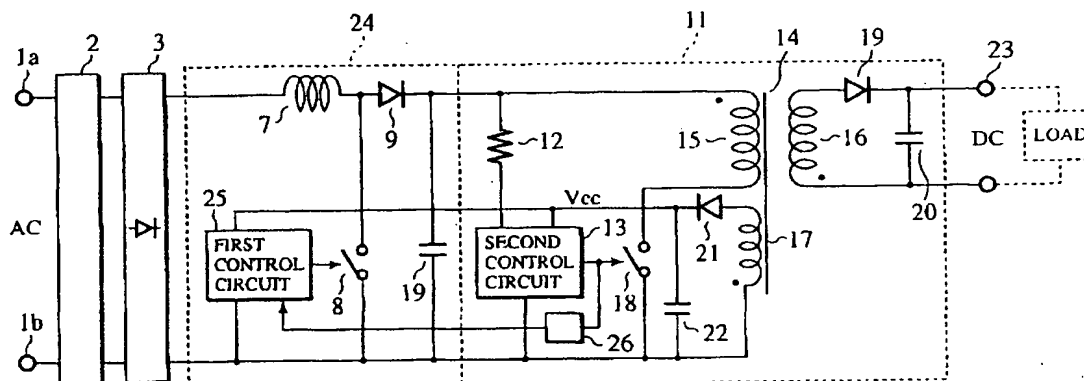 24
11
1a
2
3
14
19
23
7
9
12
15
16
DC
LOAD
20
AC
25
FIRST
CONTROL
CIRCUIT
8
19
Vcc
13
SECOND
CONTROL
CIRCUIT
18
21
17
22
26
1b